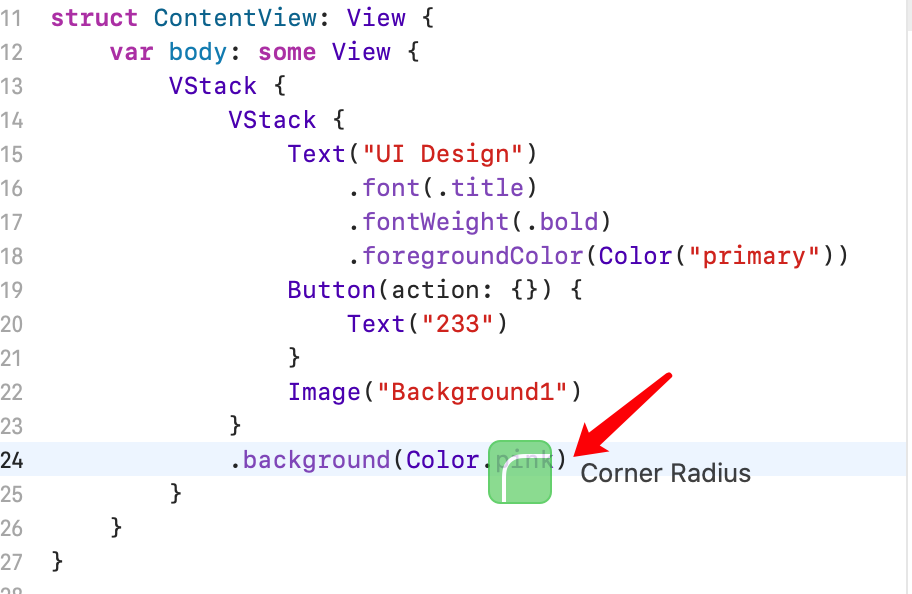 11 struct ContentView: View {
12 var body: some View {
13 VStack {
14 VStack {
15 Text("UI Design")
16 .font(.title)
17 .fontWeight(.bold)
18 .foregroundColor(Color("primary"))
19 Button(action: {}) {
20 Text("233")
21 }
22 Image("Background1")
23 }
24 .background(Color.pink)
Corner Radius
25 }
26 }
27 }
28